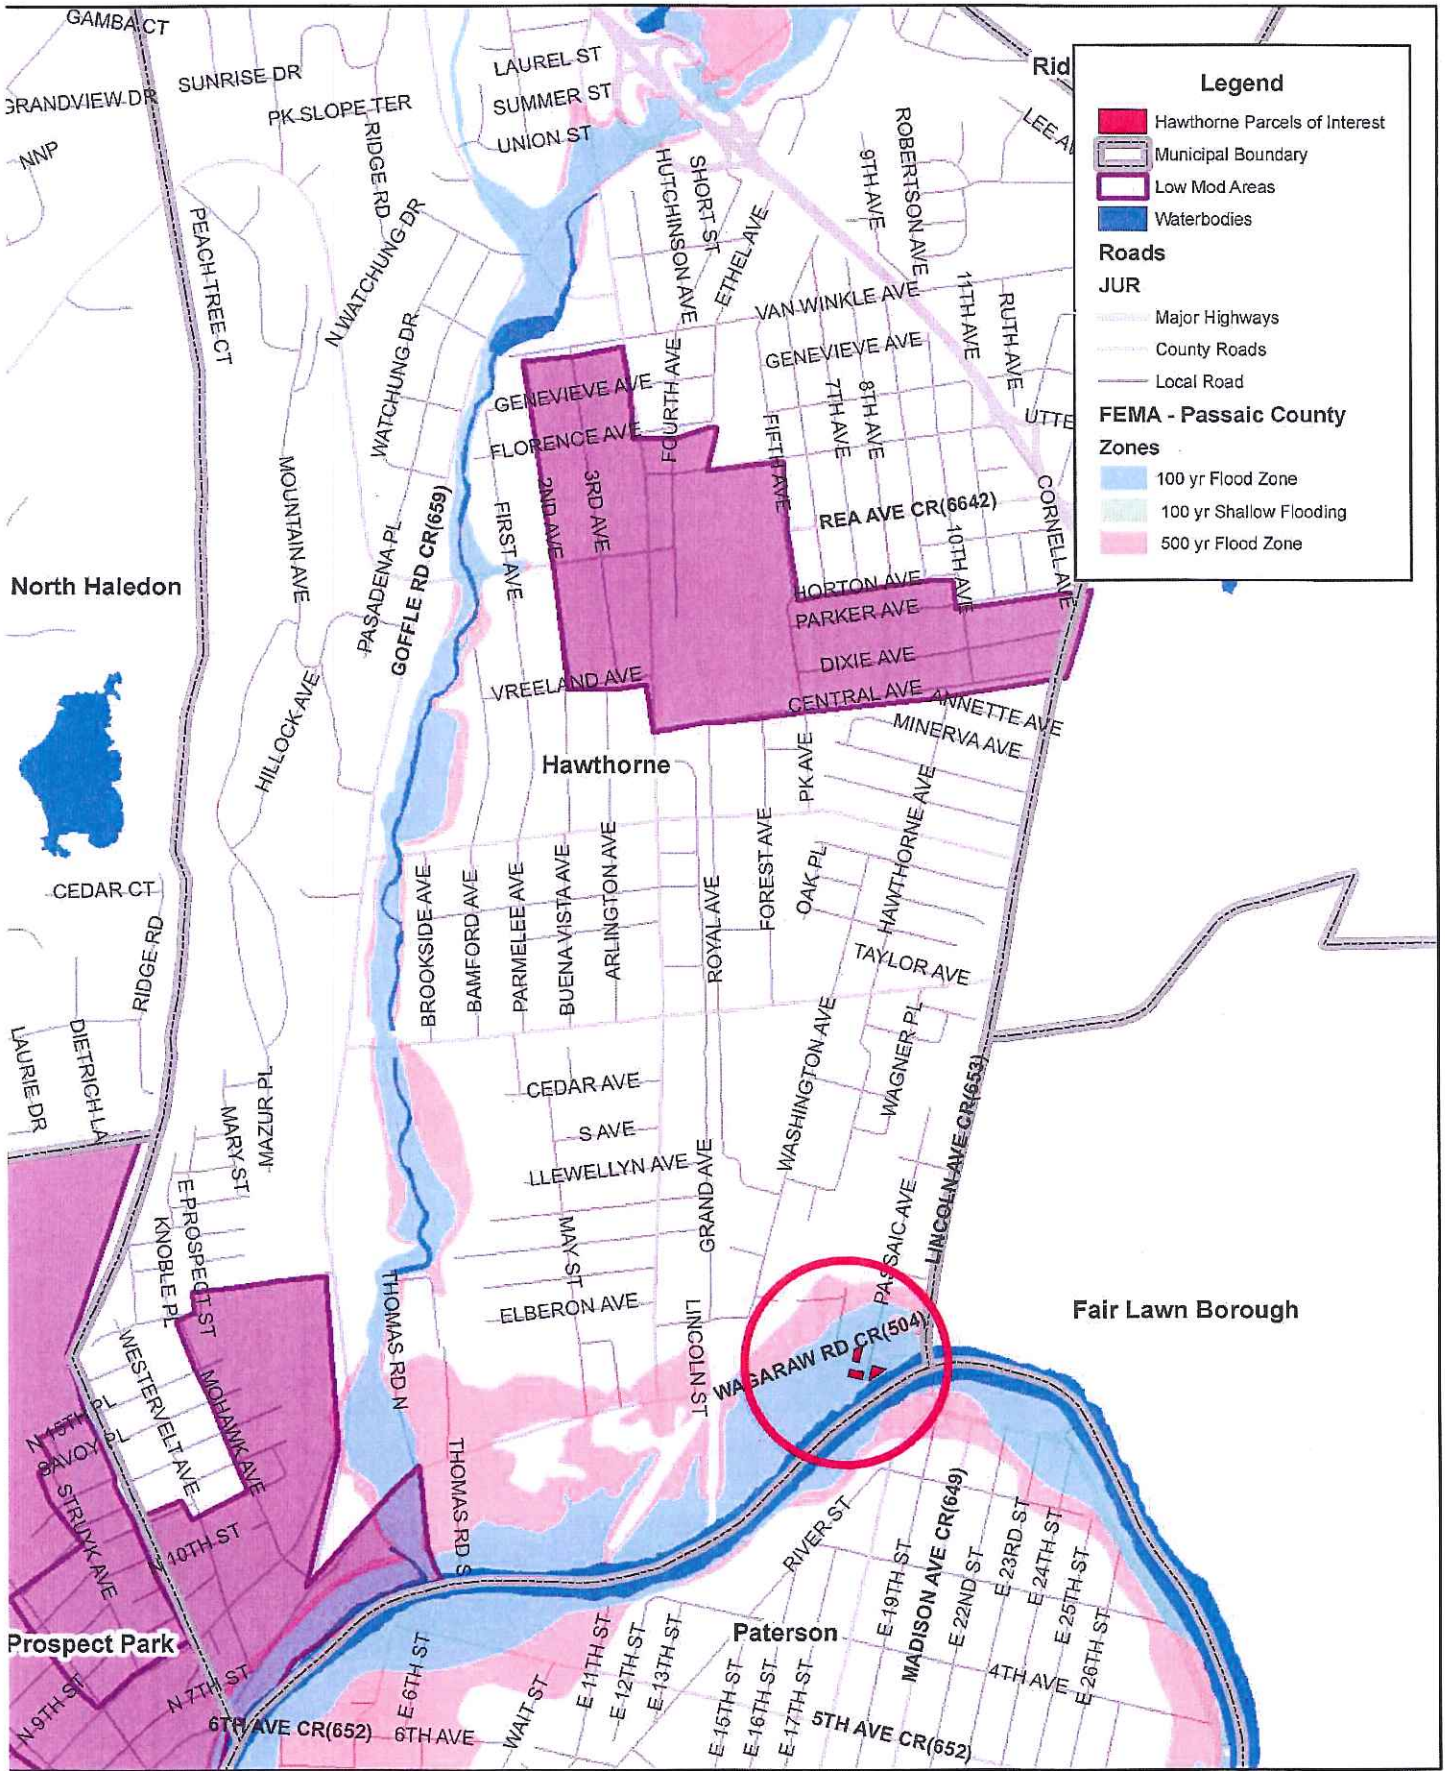 GAMBA CT
GRANDVIEW DR
SUNRISE DR
PK SLOPE TER
NNP
RIDGE RD
PEACH TREE CT
N WATCHUNG DR
WATCHUNG DR
MOUNTAIN AVE
PASADENA PL
GOFFLE RD CR(659)
HILLOCK AVE
North Haledon
LAUREL ST
SUMMER ST
UNION ST
HUTCHINSON AVE
SHORT ST
ETHEL AVE
9TH AVE
ROBERTSON AVE
LEE AV
Rid
VAN WINKLE AVE
GENEVIEVE AVE
11TH AVE
RUTH AVE
UTTE
GENEVIEVE AVE
FLORENCE AVE
FOURTH AVE
FIFTH AVE
7TH AVE
8TH AVE
FIRST AVE
2ND AVE
3RD AVE
REA AVE CR(6642)
10TH AVE
CORNELL AVE
HORTON AVE
PARKER AVE
DIXIE AVE
CENTRAL AVE
ANNETTE AVE
MINERVA AVE
VREELAND AVE
Hawthorne
PK AVE
HAWTHORNE AVE
OAK PL
FOREST AVE
ROYAL AVE
TAYLOR AVE
BROOKSIDE AVE
BAMFORD AVE
PARMELEE AVE
BUENA VISTA AVE
ARLINGTON AVE
CEDAR CT
RIDGE RD
LAURIE DR
DIETRICH LA
MARY ST
MAZUR PL
E PROSPECT ST
KNOBLE PL
CEDAR AVE
S AVE
LLEWELLYN AVE
GRAND AVE
WASHINGTON AVE
WAGNER PL
LINCOLN AVE CR(653)
PASSAIC AVE
MAY ST
ELBERON AVE
LINCOLN ST
WAGARAW RD CR(504)
Fair Lawn Borough
THOMAS RD N
THOMAS RD S
WESTERVELT AVE
MOHAWK AVE
N 15TH PL
SAVOY PL
STRUYK AVE
10TH ST
Prospect Park
N 9TH ST
N 7TH ST
6TH AVE CR(652)
E 6TH ST
6TH AVE
WAIT ST
E 11TH ST
E 12TH ST
E 13TH ST
Paterson
RIVER ST
E 15TH ST
E 16TH ST
E 17TH ST
E 19TH ST
MADISON AVE CR(649)
E 22ND ST
E 23RD ST
E 24TH ST
E 25TH ST
E 26TH ST
4TH AVE
5TH AVE CR(652)
Legend
Hawthorne Parcels of Interest
Municipal Boundary
Low Mod Areas
Waterbodies
Roads
JUR
Major Highways
County Roads
Local Road
FEMA - Passaic County
Zones
100 yr Flood Zone
100 yr Shallow Flooding
500 yr Flood Zone